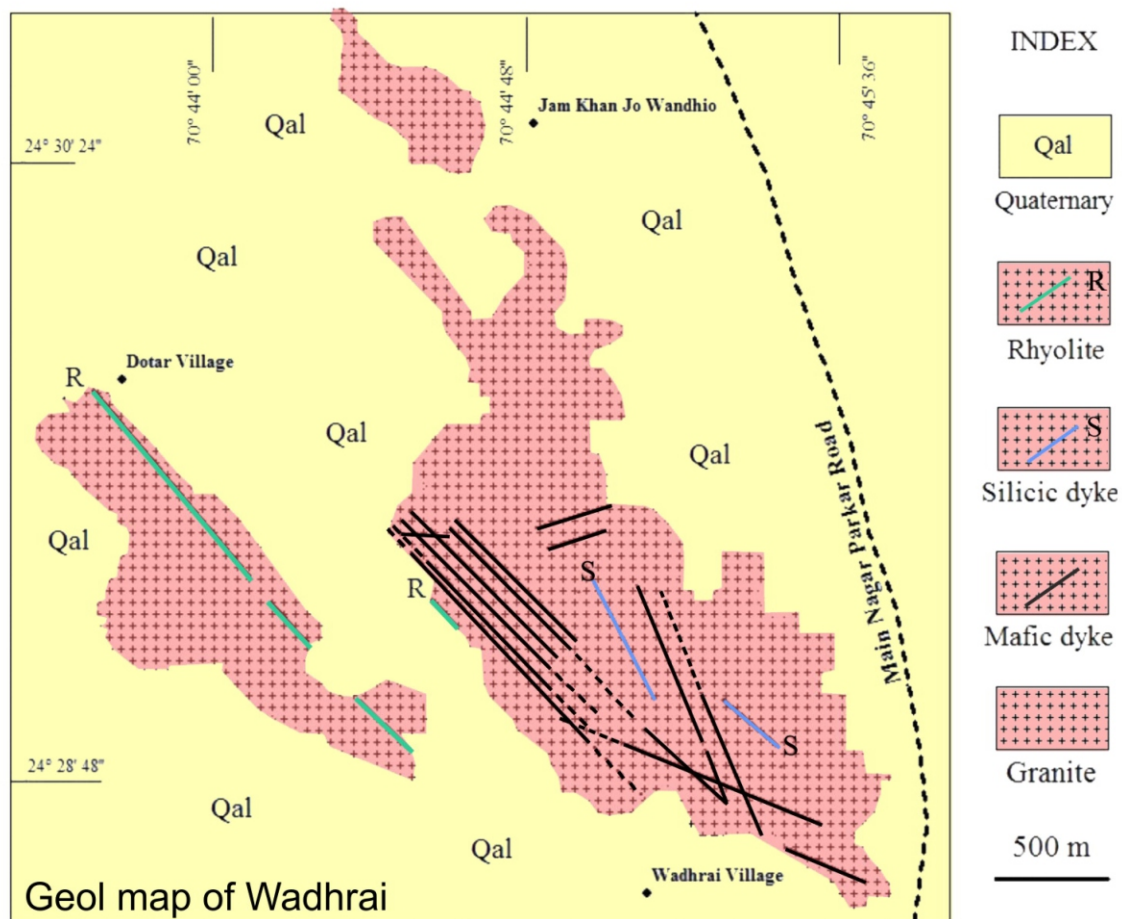 70° 44' 00"
70° 44' 48"
70° 45' 36"
INDEX
Jam Khan Jo Wandhio
Qal
24° 30' 24"
Qal
Quaternary
Qal
Qal
R
Rhyolite
R
Dotar Village
Qal
Qal
Main Nagar Parkar Road
S
Silicic dyke
Qal
S
R
Mafic dyke
S
Granite
24° 28' 48"
Qal
Qal
500 m
Wadhrai Village
Geol map of Wadhrai